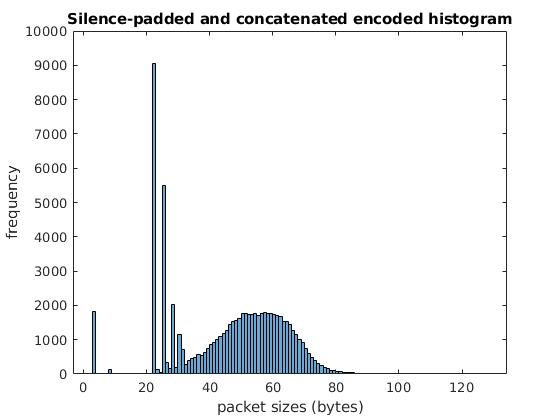 Silence-padded and concatenated encoded histogram
10000
9000
8000
7000
6000
5000
4000
3000
2000
1000
0
frequency
0 20 40 60 80 100 120
packet sizes (bytes)